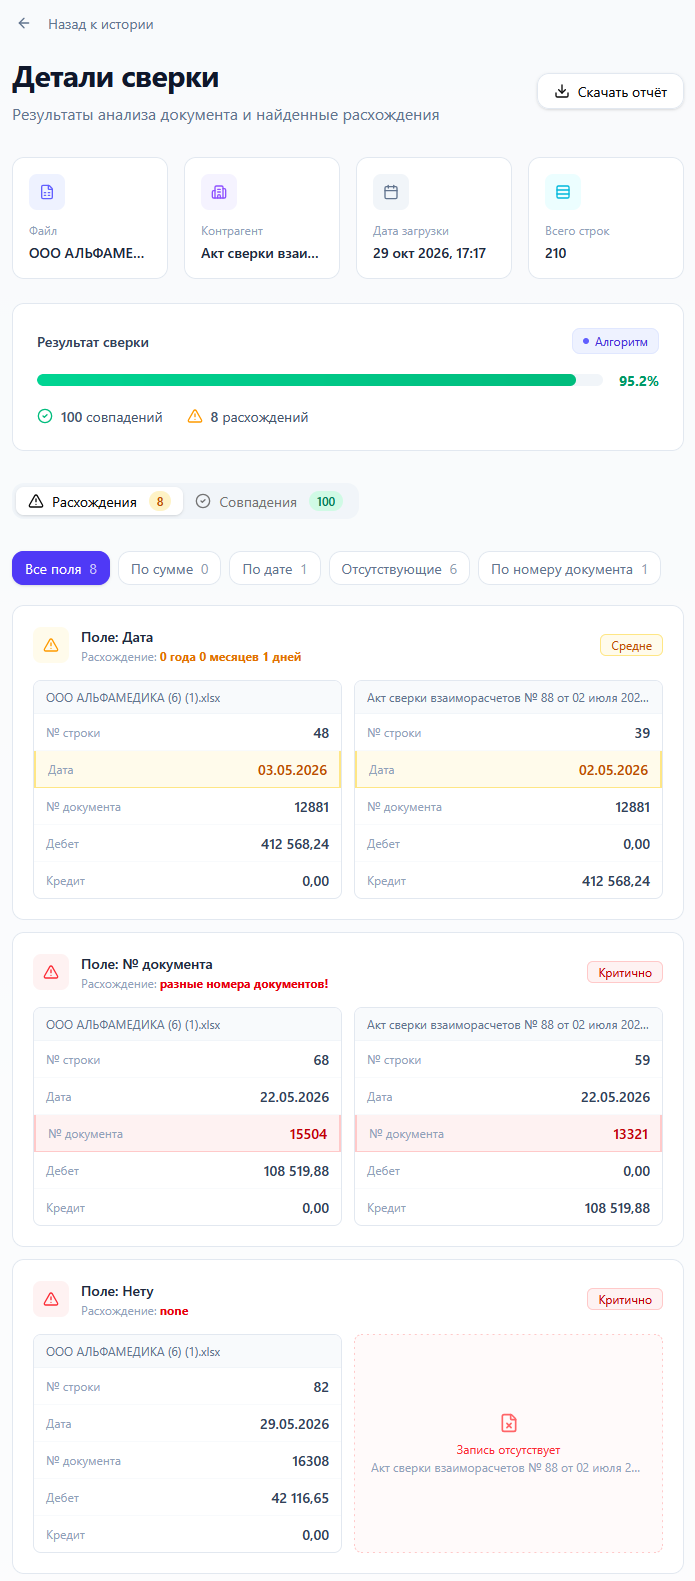 Назад к истории
Детали сверки
Результаты анализа документа и найденные расхождения
Скачать отчёт
Файл
ООО АЛЬФАМЕ...
Контрагент
Акт сверки взаи...
Дата загрузки
29 окт 2026, 17:17
Всего строк
210
Результат сверки
Алгоритм
95.2%
100 совпадений
8 расхождений
Расхождения 8
Совпадения 100
Все поля 8
По сумме 0
По дате 1
Отсутствующие 6
По номеру документа 1
Поле: Дата
Расхождение: 0 года 0 месяцев 1 дней
Средне
ООО АЛЬФАМЕДИКА (6) (1).xlsx
№ строки 48
Дата 03.05.2026
№ документа 12881
Дебет 412 568,24
Кредит 0,00
Акт сверки взаиморасчетов № 88 от 02 июля 202...
№ строки 39
Дата 02.05.2026
№ документа 12881
Дебет 0,00
Кредит 412 568,24
Поле: № документа
Расхождение: разные номера документов!
Критично
ООО АЛЬФАМЕДИКА (6) (1).xlsx
№ строки 68
Дата 22.05.2026
№ документа 15504
Дебет 108 519,88
Кредит 0,00
Акт сверки взаиморасчетов № 88 от 02 июля 202...
№ строки 59
Дата 22.05.2026
№ документа 13321
Дебет 0,00
Кредит 108 519,88
Поле: Нету
Расхождение: none
Критично
ООО АЛЬФАМЕДИКА (6) (1).xlsx
№ строки 82
Дата 29.05.2026
№ документа 16308
Дебет 42 116,65
Кредит 0,00
Запись отсутствует
Акт сверки взаиморасчетов № 88 от 02 июля 2...